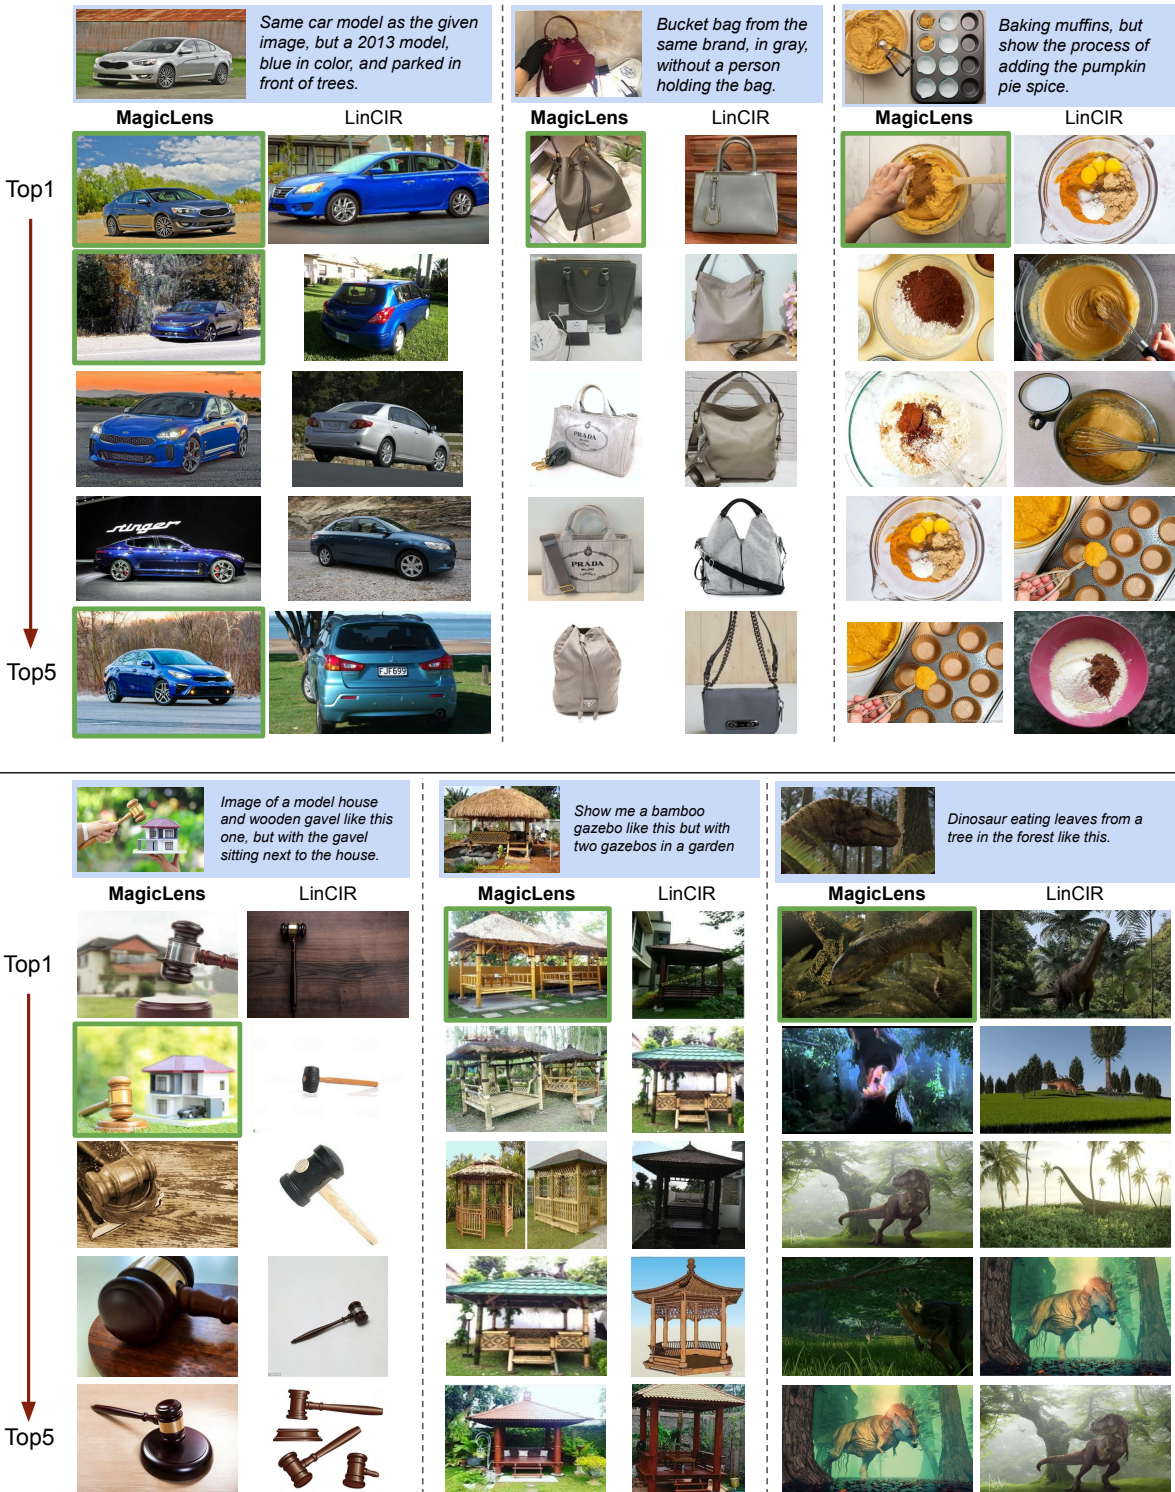 Same car model as the given
image, but a 2013 model,
blue in color, and parked in
front of trees.
Bucket bag from the
same brand, in gray,
without a person
holding the bag.
Baking muffins, but
show the process of
adding the pumpkin
pie spice.
MagicLens
LinCIR
MagicLens
LinCIR
MagicLens
LinCIR
Top1
stinger
PRADA
PRADA
FJF699
Top5
Image of a model house
and wooden gavel like this
one, but with the gavel
sitting next to the house.
Show me a bamboo
gazebo like this but with
two gazebos in a garden
Dinosaur eating leaves from a
tree in the forest like this.
MagicLens
LinCIR
MagicLens
LinCIR
MagicLens
LinCIR
Top1
Top5